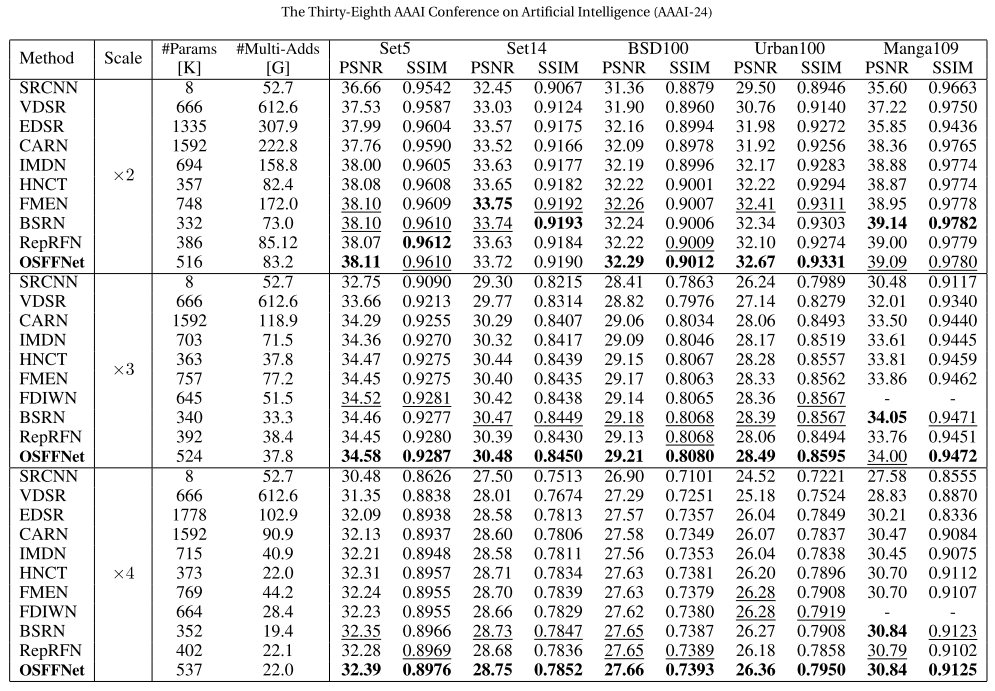 The Thirty-Eighth AAAI Conference on Artificial Intelligence (AAAI-24)
Method Scale #Params #Multi-Adds Set5 Set14 BSD100 Urban100 Manga109
[K] [G] PSNR SSIM PSNR SSIM PSNR SSIM PSNR SSIM PSNR SSIM
SRCNN 8 52.7 36.66 0.9542 32.45 0.9067 31.36 0.8879 29.50 0.8946 35.60 0.9663
VDSR 666 612.6 37.53 0.9587 33.03 0.9124 31.90 0.8960 30.76 0.9140 37.22 0.9750
EDSR 1335 307.9 37.99 0.9604 33.57 0.9175 32.16 0.8994 31.98 0.9272 35.85 0.9436
CARN 1592 222.8 37.76 0.9590 33.52 0.9166 32.09 0.8978 31.92 0.9256 38.36 0.9765
IMDN 694 158.8 38.00 0.9605 33.63 0.9177 32.19 0.8996 32.17 0.9283 38.88 0.9774
×2
HNCT 357 82.4 38.08 0.9608 33.65 0.9182 32.22 0.9001 32.22 0.9294 38.87 0.9774
FMEN 748 172.0 38.10 0.9609 33.75 0.9192 32.26 0.9007 32.41 0.9311 38.95 0.9778
BSRN 332 73.0 38.10 0.9610 33.74 0.9193 32.24 0.9006 32.34 0.9303 39.14 0.9782
RepRFN 386 85.12 38.07 0.9612 33.63 0.9184 32.22 0.9009 32.10 0.9274 39.00 0.9779
OSFFNet 516 83.2 38.11 0.9610 33.72 0.9190 32.29 0.9012 32.67 0.9331 39.09 0.9780
SRCNN 8 52.7 32.75 0.9090 29.30 0.8215 28.41 0.7863 26.24 0.7989 30.48 0.9117
VDSR 666 612.6 33.66 0.9213 29.77 0.8314 28.82 0.7976 27.14 0.8279 32.01 0.9340
CARN 1592 118.9 34.29 0.9255 30.29 0.8407 29.06 0.8034 28.06 0.8493 33.50 0.9440
IMDN 703 71.5 34.36 0.9270 30.32 0.8417 29.09 0.8046 28.17 0.8519 33.61 0.9445
HNCT 363 37.8 34.47 0.9275 30.44 0.8439 29.15 0.8067 28.28 0.8557 33.81 0.9459
×3
FMEN 757 77.2 34.45 0.9275 30.40 0.8435 29.17 0.8063 28.33 0.8562 33.86 0.9462
FDIWN 645 51.5 34.52 0.9281 30.42 0.8438 29.14 0.8065 28.36 0.8567 - -
BSRN 340 33.3 34.46 0.9277 30.47 0.8449 29.18 0.8068 28.39 0.8567 34.05 0.9471
RepRFN 392 38.4 34.45 0.9280 30.39 0.8430 29.13 0.8068 28.06 0.8494 33.76 0.9451
OSFFNet 524 37.8 34.58 0.9287 30.48 0.8450 29.21 0.8080 28.49 0.8595 34.00 0.9472
SRCNN 8 52.7 30.48 0.8626 27.50 0.7513 26.90 0.7101 24.52 0.7221 27.58 0.8555
VDSR 666 612.6 31.35 0.8838 28.01 0.7674 27.29 0.7251 25.18 0.7524 28.83 0.8870
EDSR 1778 102.9 32.09 0.8938 28.58 0.7813 27.57 0.7357 26.04 0.7849 30.21 0.8336
CARN 1592 90.9 32.13 0.8937 28.60 0.7806 27.58 0.7349 26.07 0.7837 30.47 0.9084
IMDN 715 40.9 32.21 0.8948 28.58 0.7811 27.56 0.7353 26.04 0.7838 30.45 0.9075
HNCT ×4 373 22.0 32.31 0.8957 28.71 0.7834 27.63 0.7381 26.20 0.7896 30.70 0.9112
FMEN 769 44.2 32.24 0.8955 28.70 0.7839 27.63 0.7379 26.28 0.7908 30.70 0.9107
FDIWN 664 28.4 32.23 0.8955 28.66 0.7829 27.62 0.7380 26.28 0.7919 - -
BSRN 352 19.4 32.35 0.8966 28.73 0.7847 27.65 0.7387 26.27 0.7908 30.84 0.9123
RepRFN 402 22.1 32.28 0.8969 28.68 0.7836 27.65 0.7389 26.18 0.7858 30.79 0.9102
OSFFNet 537 22.0 32.39 0.8976 28.75 0.7852 27.66 0.7393 26.36 0.7950 30.84 0.9125